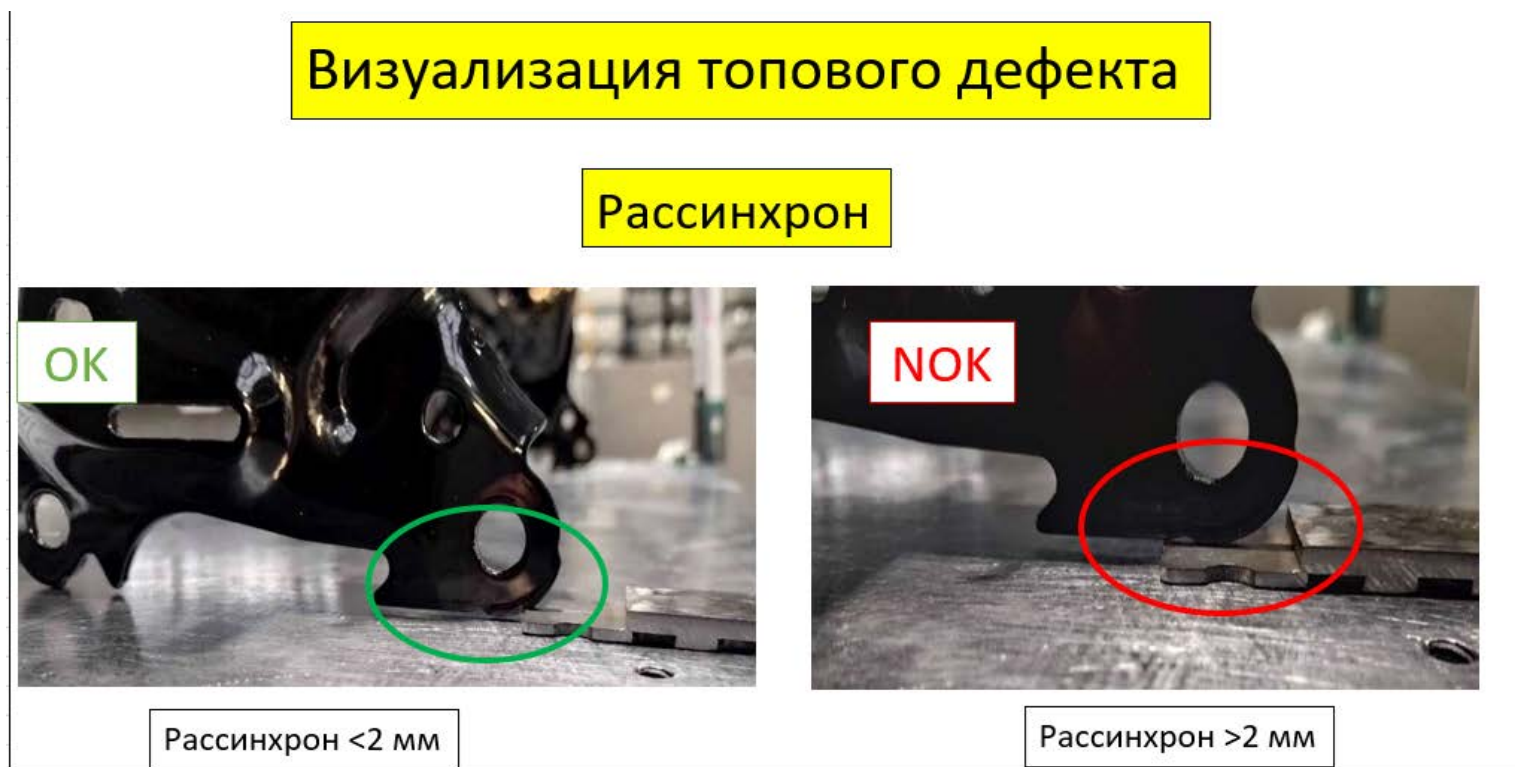 Визуализация топового дефекта
Рассинхрон
OK
NOK
Рассинхрон <2 мм
Рассинхрон >2 мм